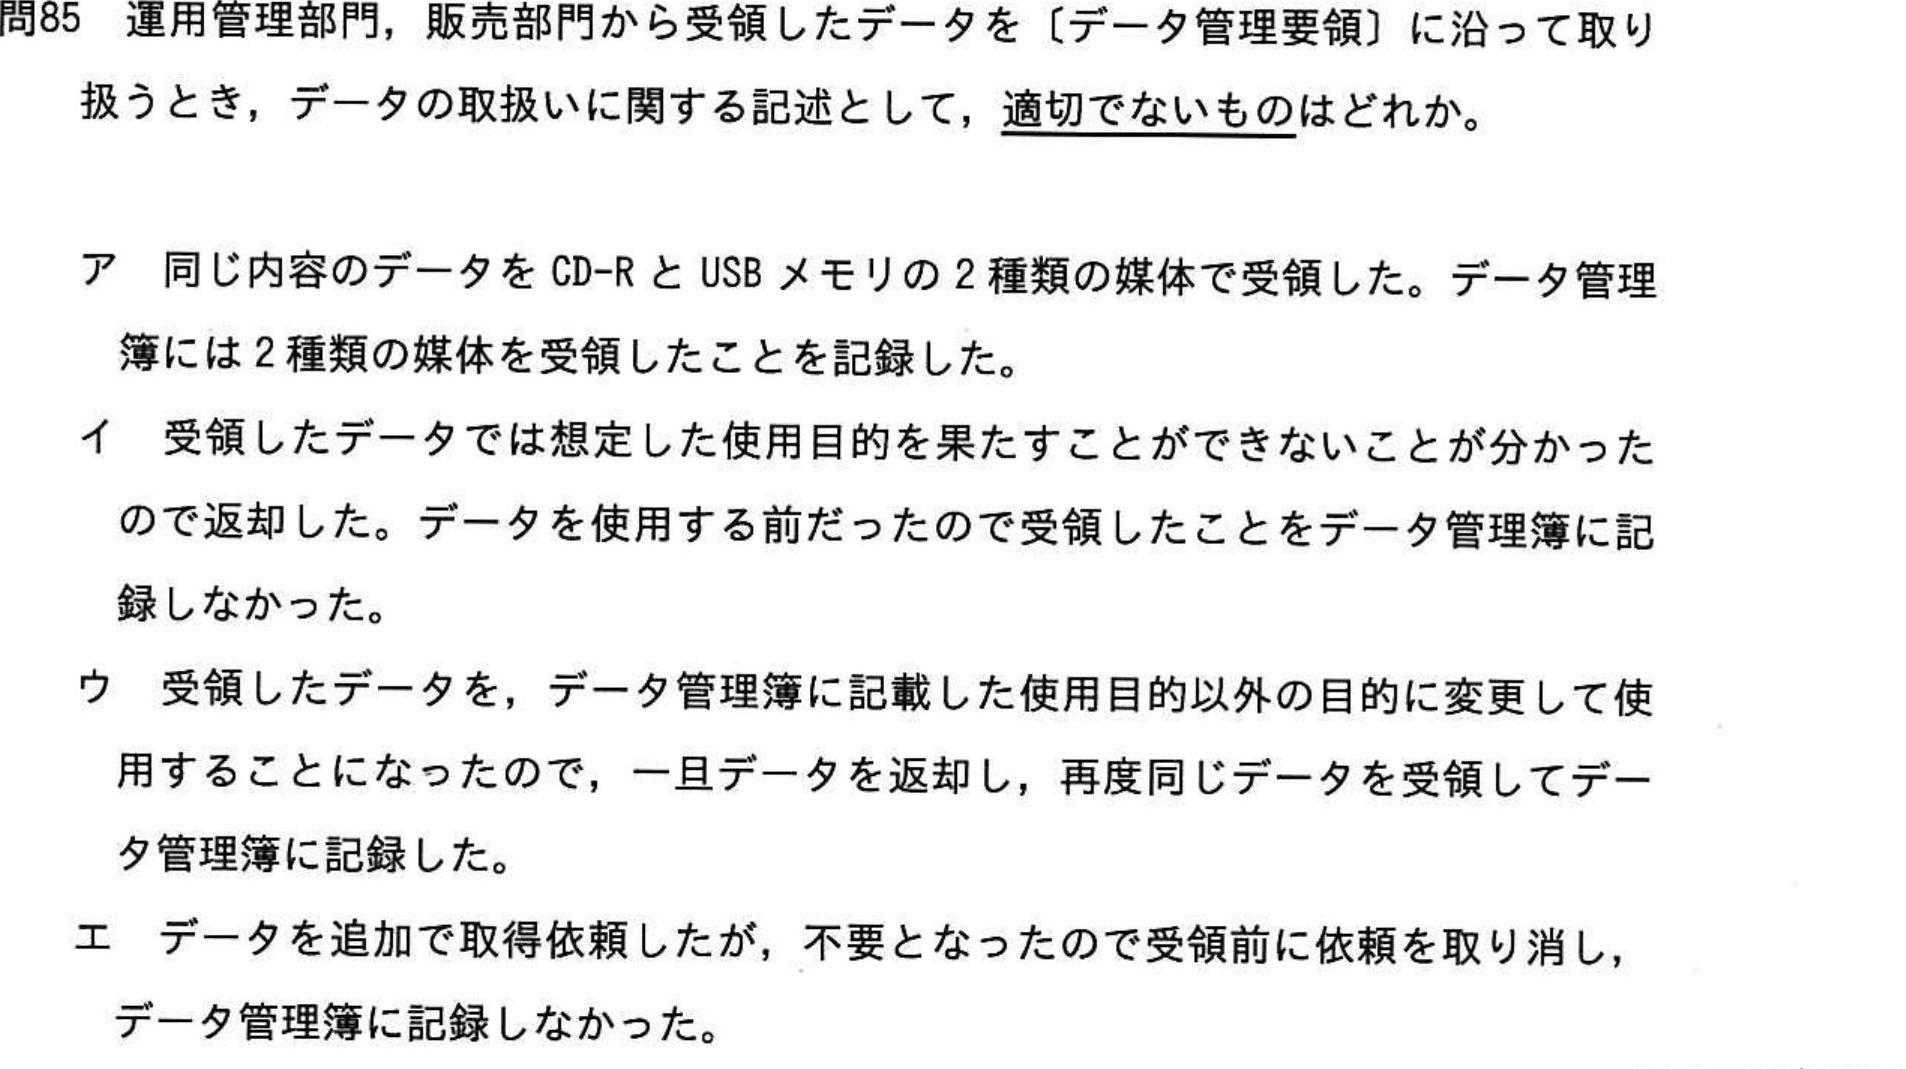 問85　運用管理部門，販売部門から受領したデータを〔データ管理要領〕に沿って取り
扱うとき，データの取扱いに関する記述として，適切でないものはどれか。
ア　同じ内容のデータを CD-R と USB メモリの 2 種類の媒体で受領した。データ管理
簿には 2 種類の媒体を受領したことを記録した。
イ　受領したデータでは想定した使用目的を果たすことができないことが分かった
ので返却した。データを使用する前だったので受領したことをデータ管理簿に記
録しなかった。
ウ　受領したデータを，データ管理簿に記載した使用目的以外の目的に変更して使
用することになったので，一旦データを返却し，再度同じデータを受領してデー
タ管理簿に記録した。
エ　データを追加で取得依頼したが，不要となったので受領前に依頼を取り消し，
データ管理簿に記録しなかった。